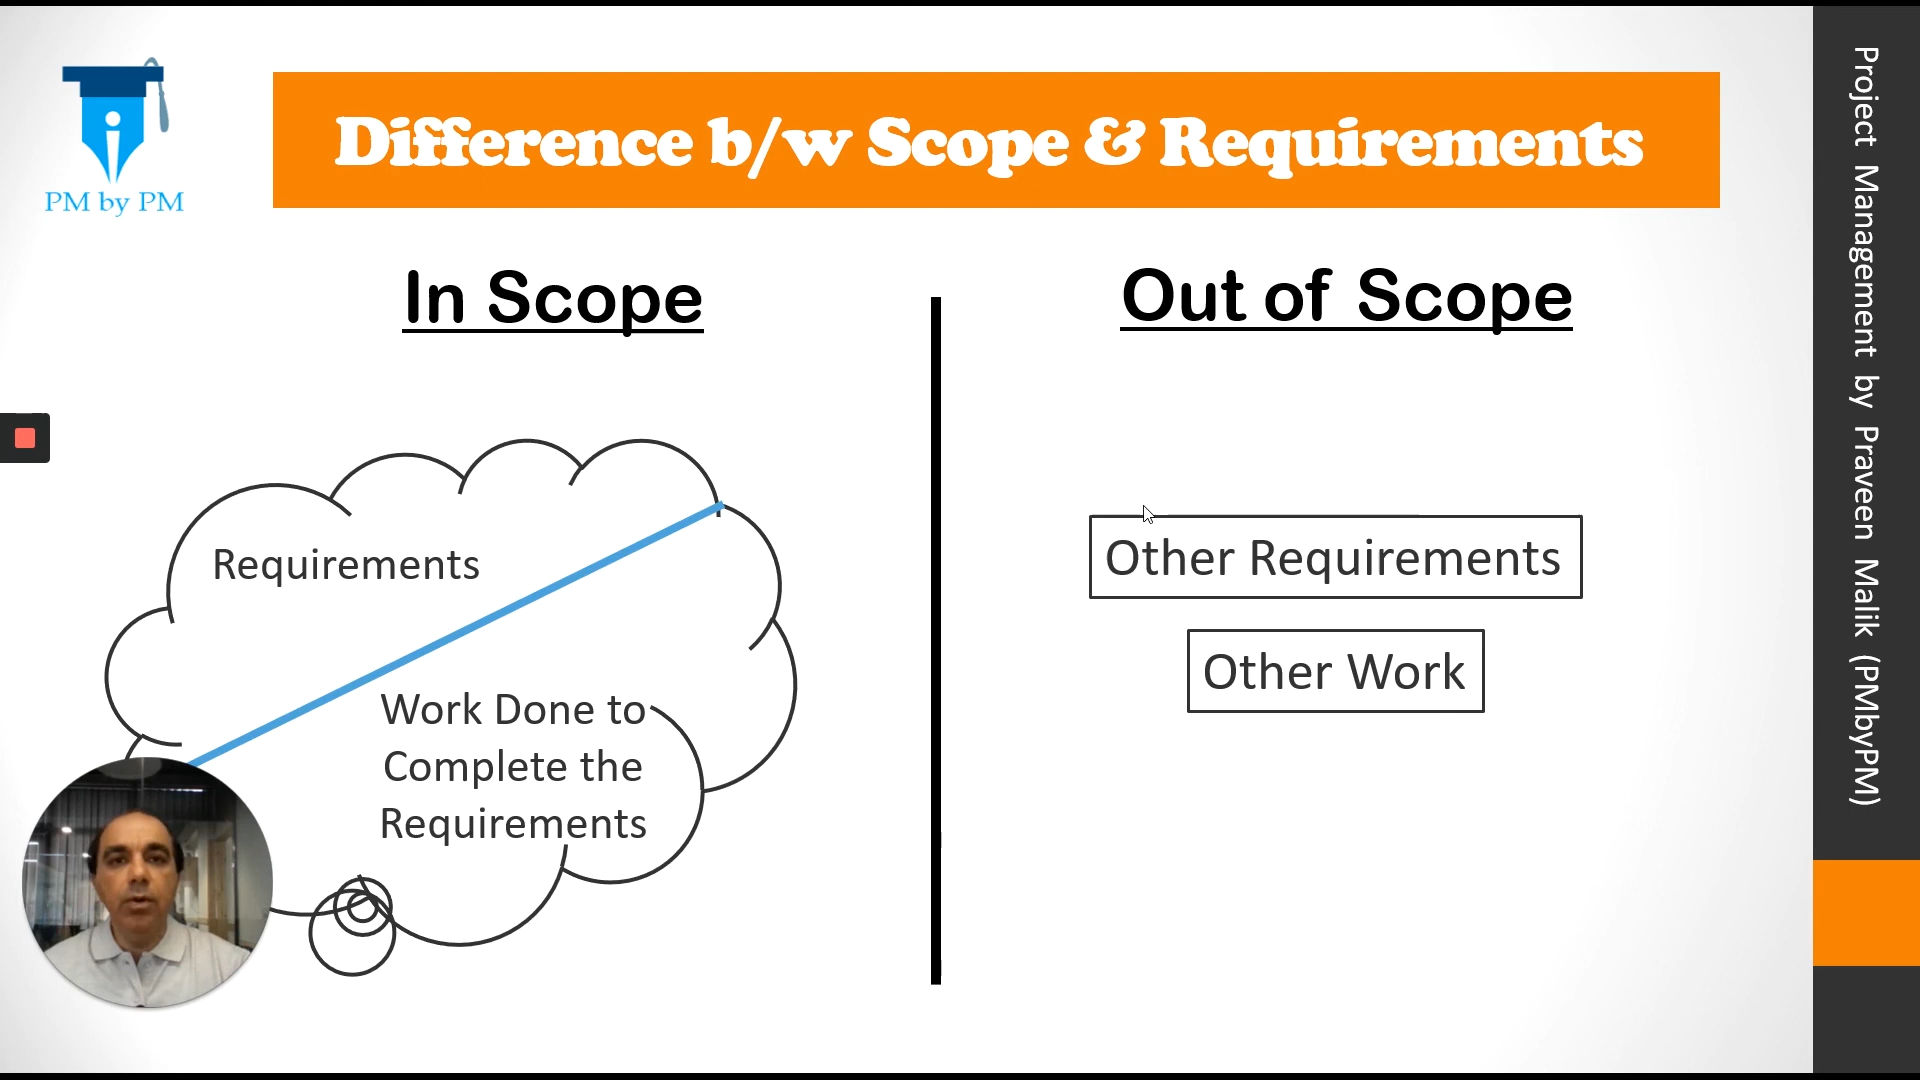 PM by PM
Difference b/w Scope & Requirements
In Scope
Requirements
Work Done to
Complete the
Requirements
Out of Scope
Other Requirements
Other Work
Project Management by Praveen Malik (PMbyPM)